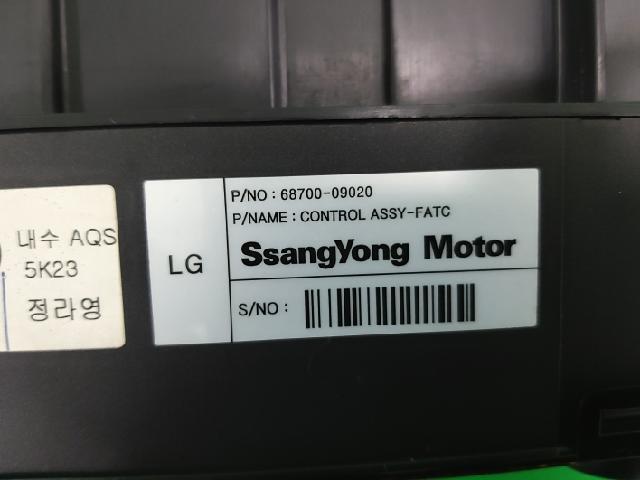 내수 AQS
5K23
정라영
LG
P/NO : 68700-09020
P/NAME : CONTROL ASSY-FATC
SsangYong Motor
S/NO :